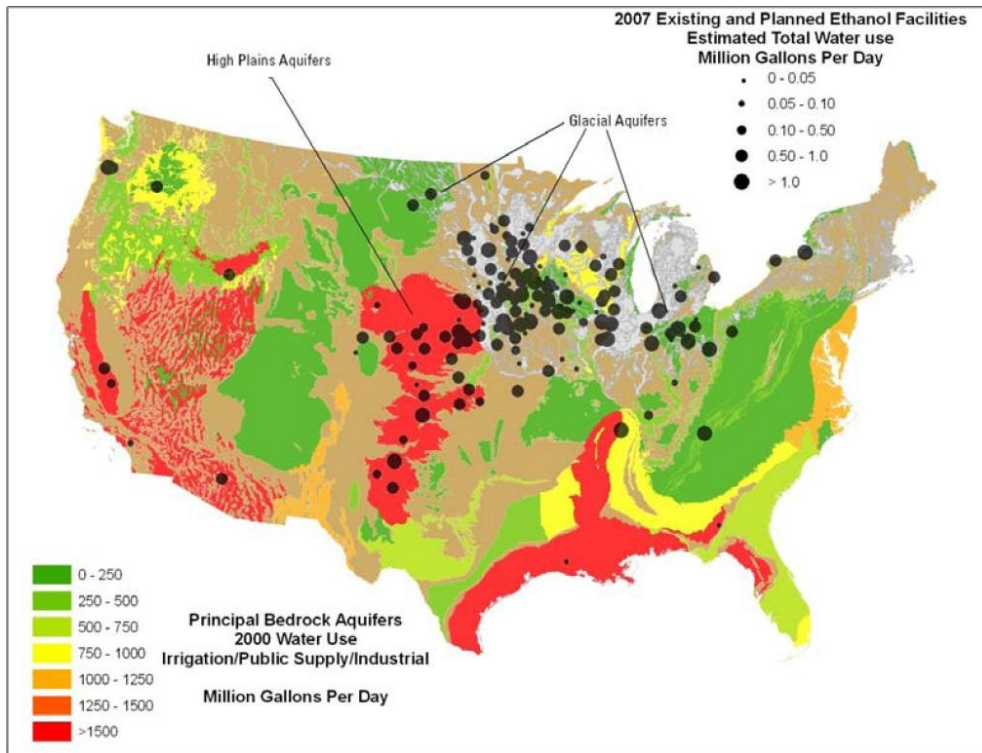 2007 Existing and Planned Ethanol Facilities
Estimated Total Water use
Million Gallons Per Day
0 - 0.05
0.05 - 0.10
0.10 - 0.50
0.50 - 1.0
> 1.0
High Plains Aquifers
Glacial Aquifers
0 - 250
250 - 500
500 - 750
750 - 1000
1000 - 1250
1250 - 1500
>1500
Principal Bedrock Aquifers
2000 Water Use
Irrigation/Public Supply/Industrial
Million Gallons Per Day